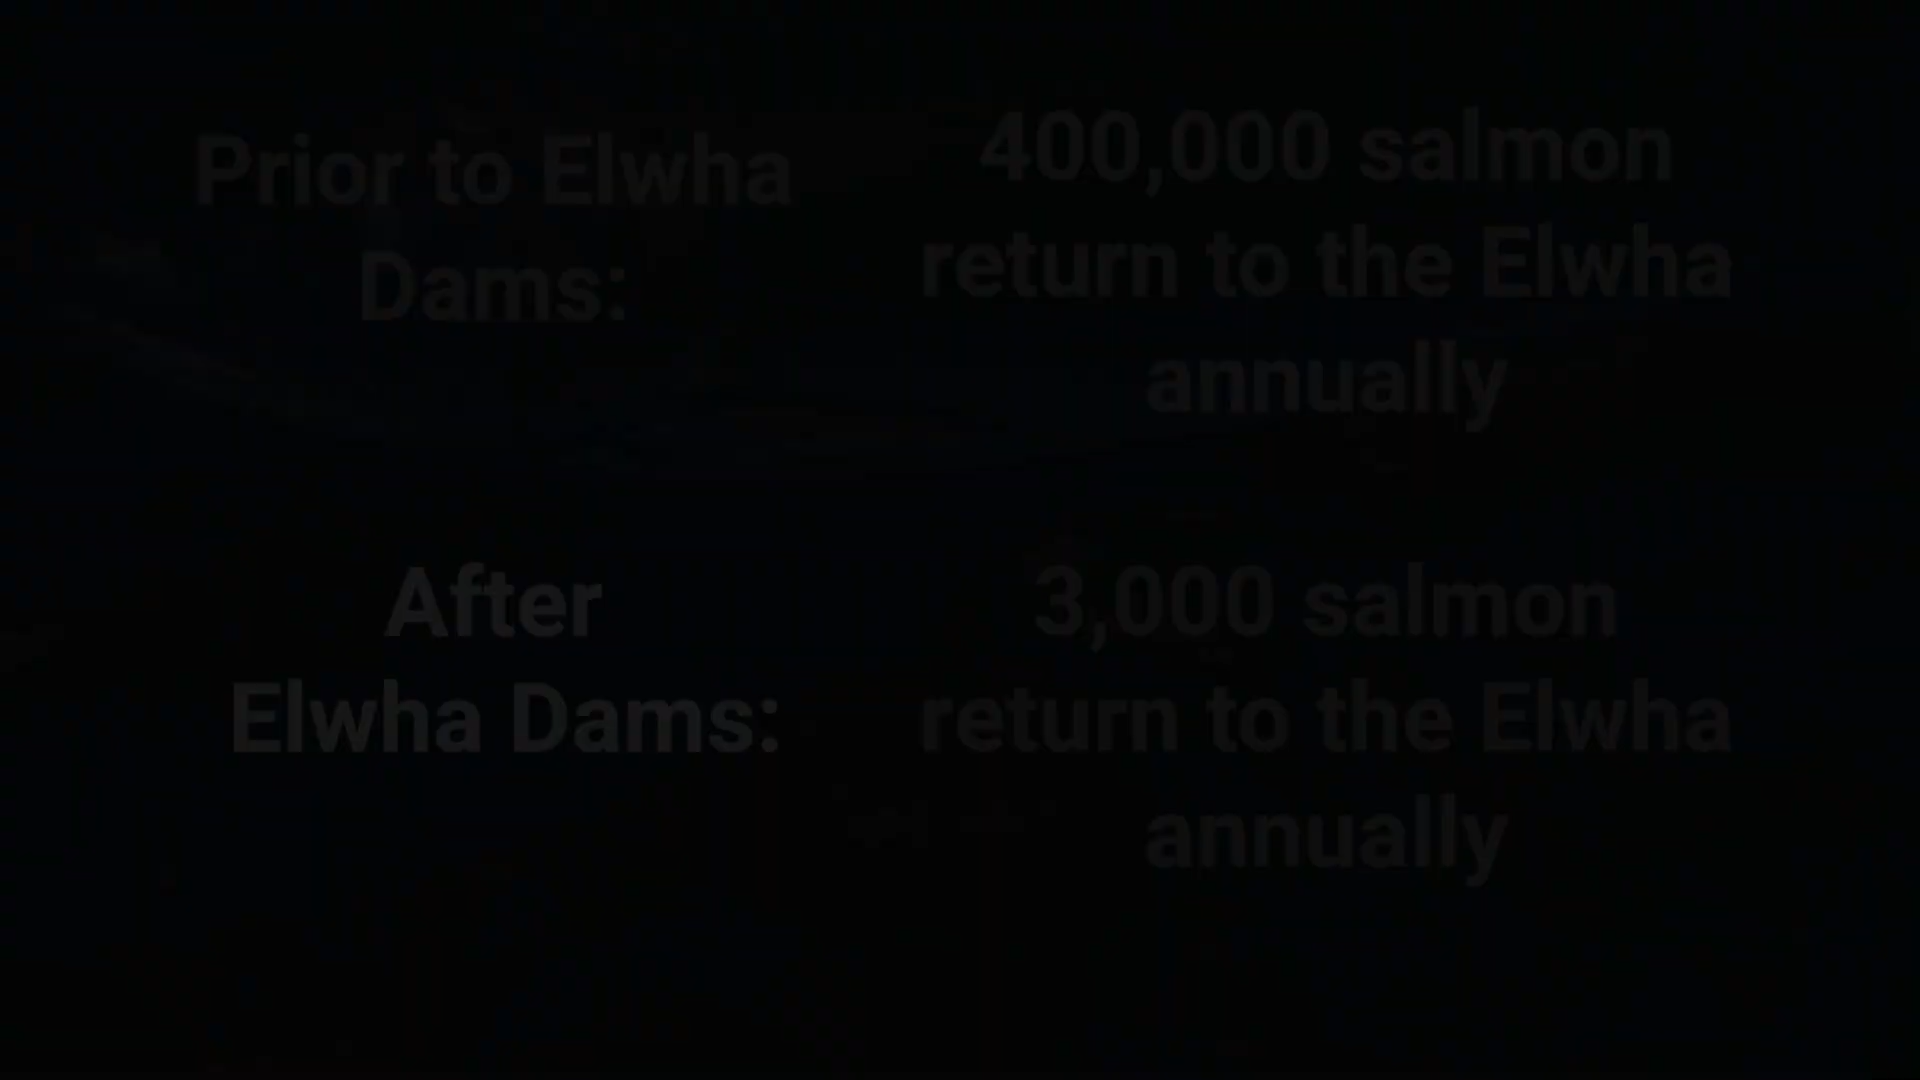 Prior to Elwha
Dams:
400,000 salmon
return to the Elwha
annually
After
Elwha Dams:
3,000 salmon
return to the Elwha
annually